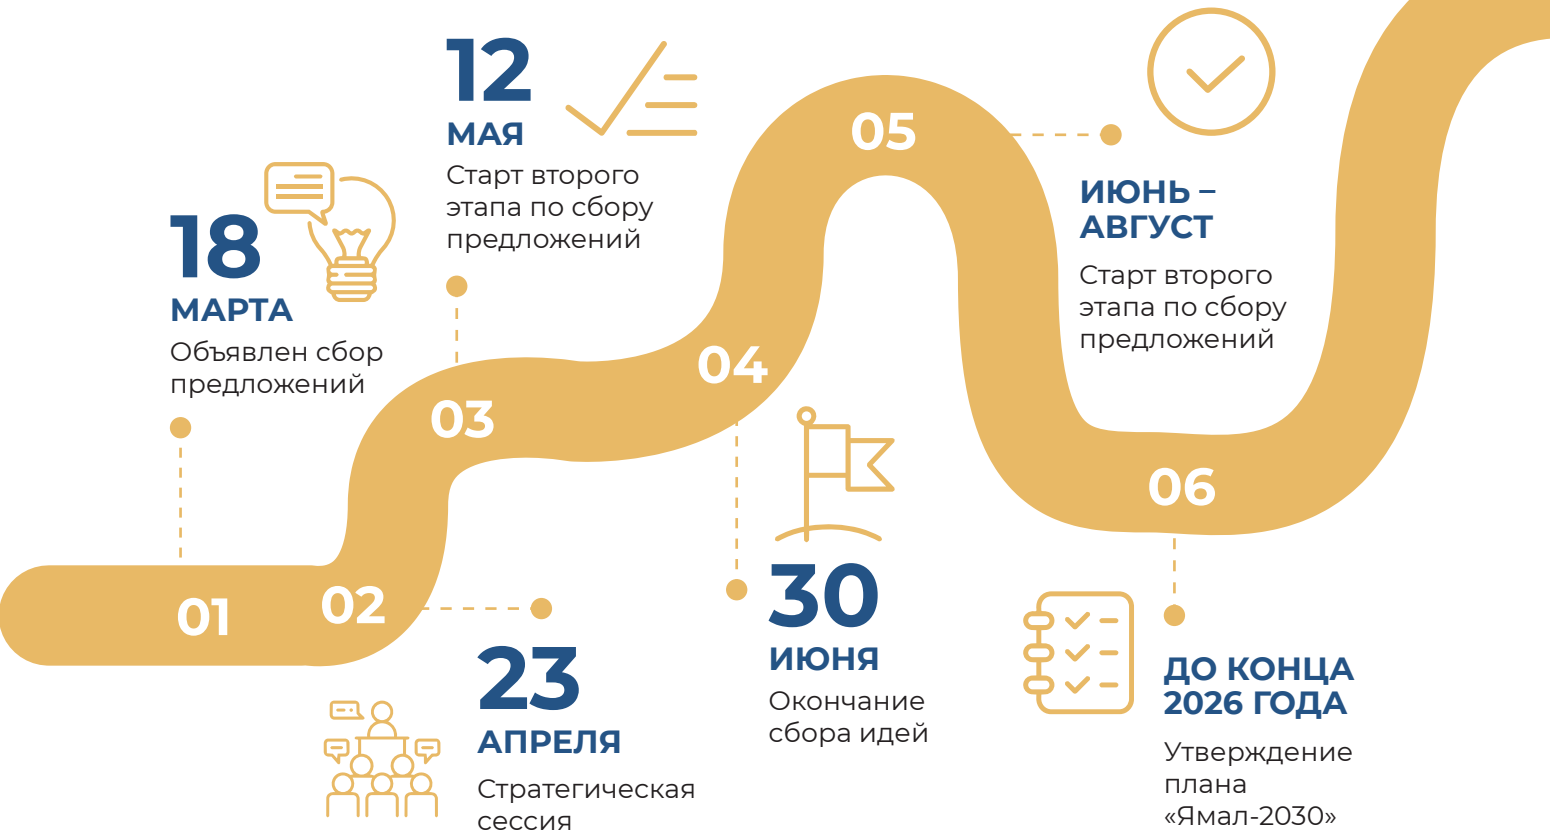 01
18
МАРТА
Объявлен сбор
предложений
02
23
АПРЕЛЯ
Стратегическая
сессия
03
12
МАЯ
Старт второго
этапа по сбору
предложений
04
30
ИЮНЯ
Окончание
сбора идей
05
ИЮНЬ –
АВГУСТ
Старт второго
этапа по сбору
предложений
06
ДО КОНЦА
2026 ГОДА
Утверждение
плана
«Ямал-2030»